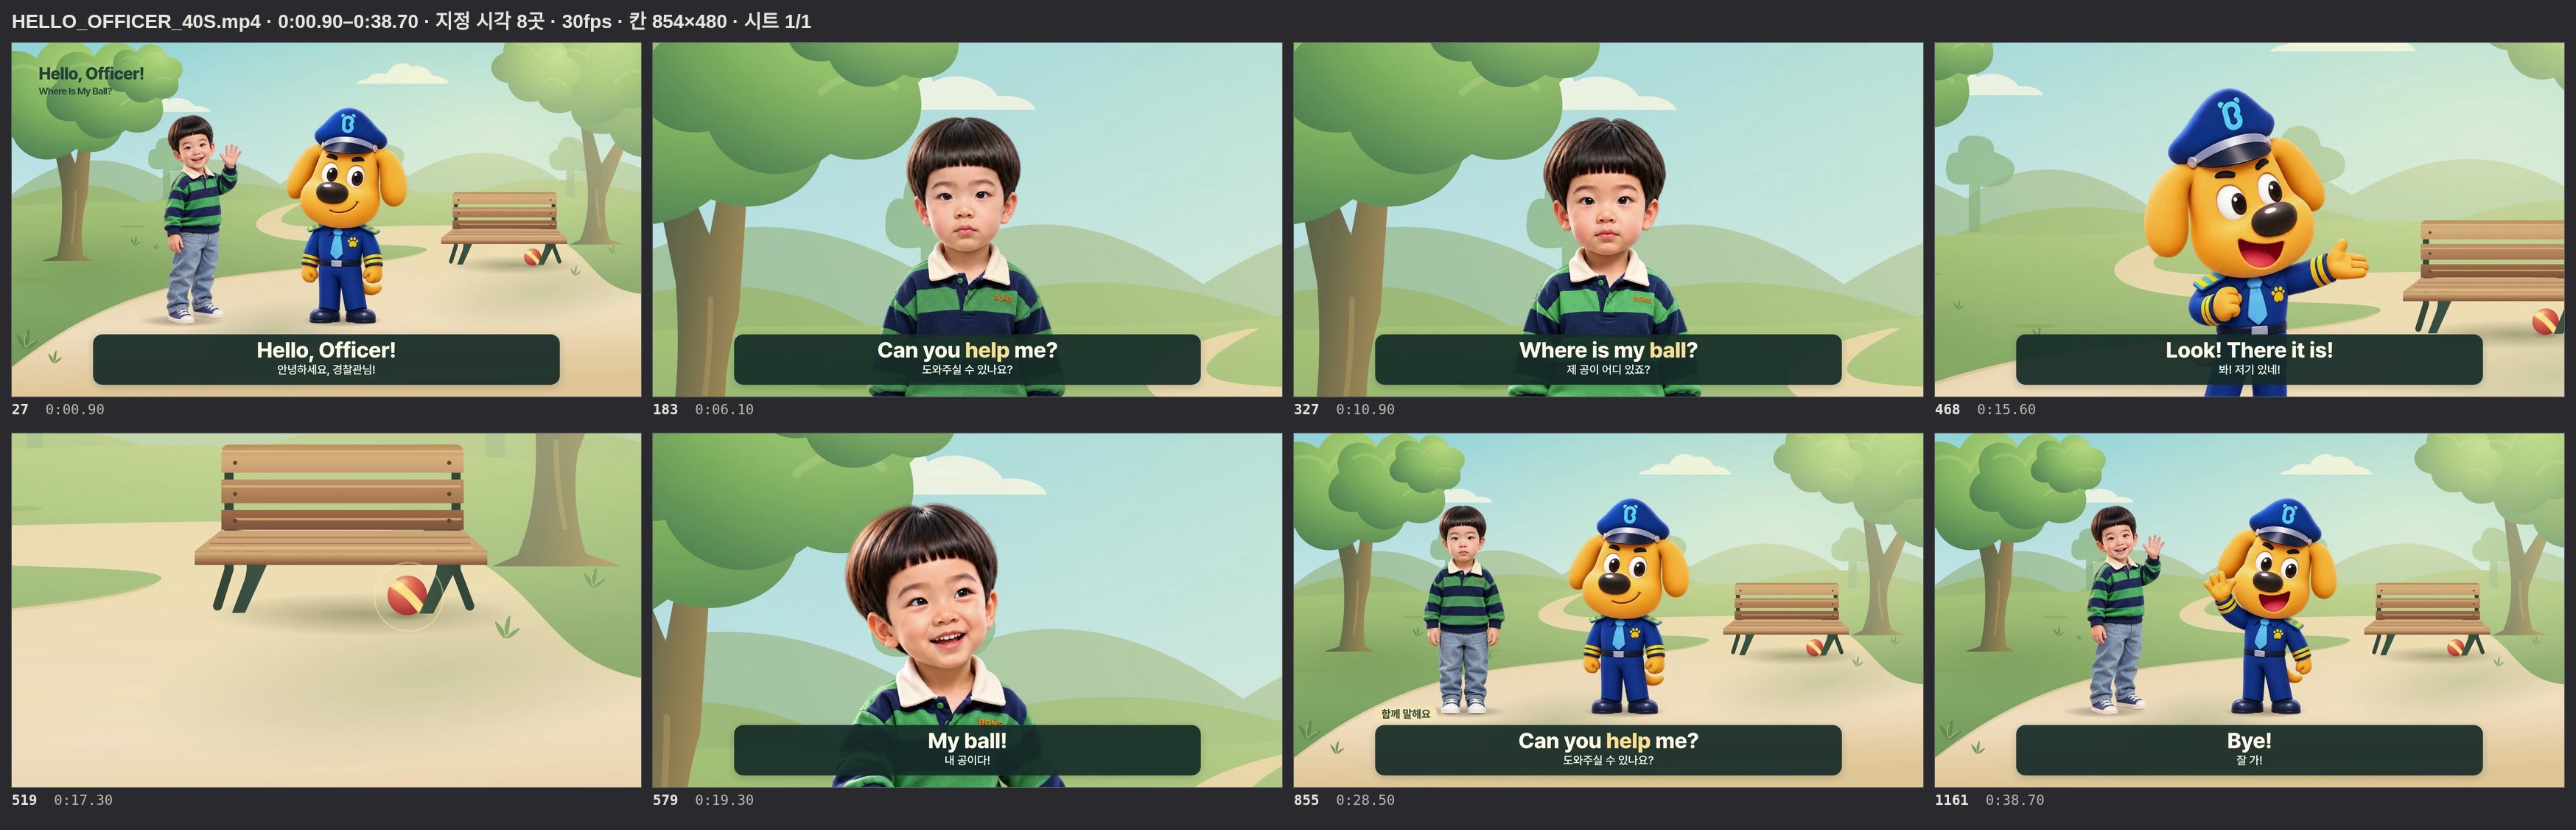 HELLO_OFFICER_40S.mp4 · 0:00.90–0:38.70 · 지정 시각 8곳 · 30fps · 칸 854×480 · 시트 1/1
Hello, Officer!
Where Is My Ball?
Hello, Officer!
안녕하세요, 경찰관님!
27 0:00.90
BONG
Can you help me?
도와주실 수 있나요?
183 0:06.10
BONG
Where is my ball?
제 공이 어디 있죠?
327 0:10.90
Look! There it is!
봐! 저기 있네!
468 0:15.60
519 0:17.30
BONG
My ball!
내 공이다!
579 0:19.30
함께 말해요
Can you help me?
도와주실 수 있나요?
855 0:28.50
Bye!
잘 가!
1161 0:38.70